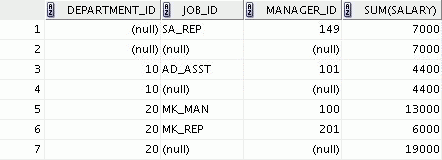 DEPARTMENT_ID JOB_ID MANAGER_ID SUM(SALARY)
1 (null) SA_REP 149 7000
2 (null) (null) (null) 7000
3 10 AD_ASST 101 4400
4 10 (null) (null) 4400
5 20 MK_MAN 100 13000
6 20 MK_REP 201 6000
7 20 (null) (null) 19000